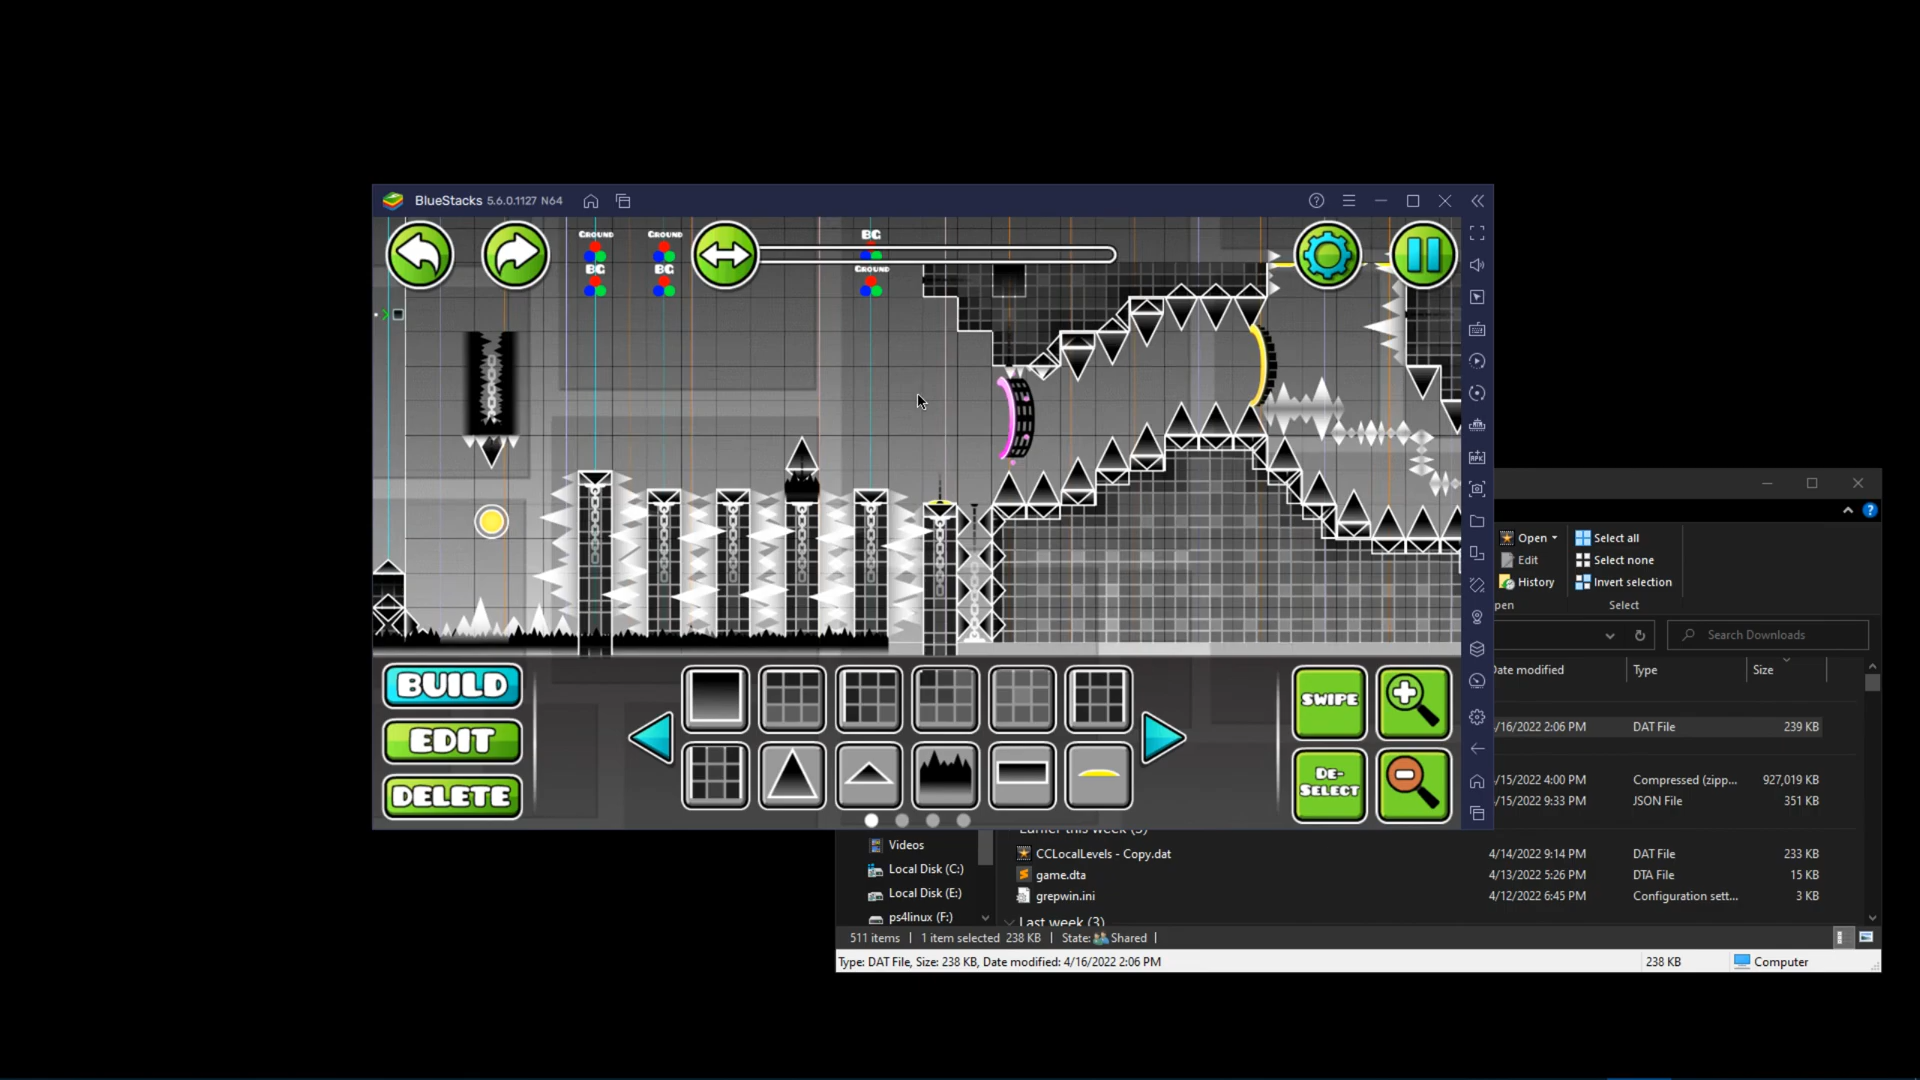 BlueStacks 5.6.0.1127 N64
GROUND
GROUND
BG
BG
BG
GROUND
BUILD
EDIT
DELETE
SWIPE
DE-
SELECT
Open
Select all
Edit
Select none
History
Invert selection
pen
Select
Search Downloads
Date modified
Type
Size
/16/2022 2:06 PM
DAT File
239 KB
/15/2022 4:00 PM
Compressed (zipp...
927,019 KB
/15/2022 9:33 PM
JSON File
351 KB
Earlier this week (3)
Videos
CCLocalLevels - Copy.dat
4/14/2022 9:14 PM
DAT File
233 KB
Local Disk (C:)
game.dta
4/13/2022 5:26 PM
DTA File
15 KB
Local Disk (E:)
grepwin.ini
4/12/2022 6:45 PM
Configuration sett...
3 KB
ps4linux (F:)
Last week (3)
511 items
1 item selected 238 KB
State: Shared
Type: DAT File, Size: 238 KB, Date modified: 4/16/2022 2:06 PM
238 KB
Computer